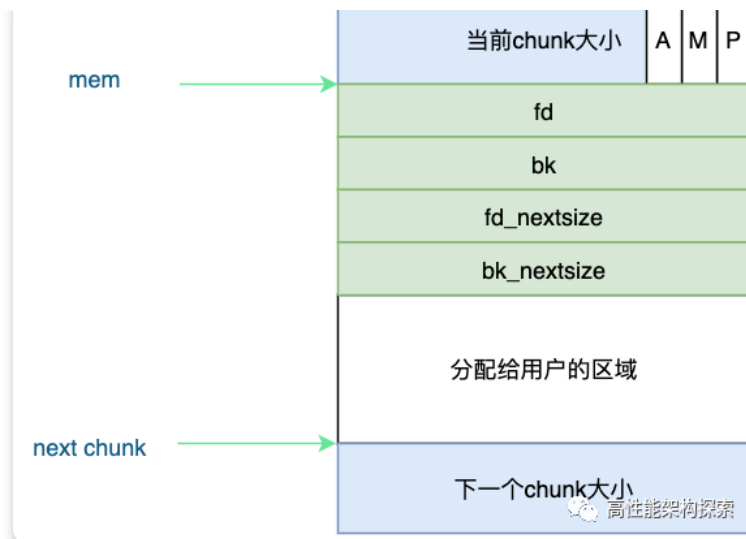 当前chunk大小 A M P
mem
fd
bk
fd_nextsize
bk_nextsize
分配给用户的区域
next chunk
下一个chunk大小
高性能架构探索